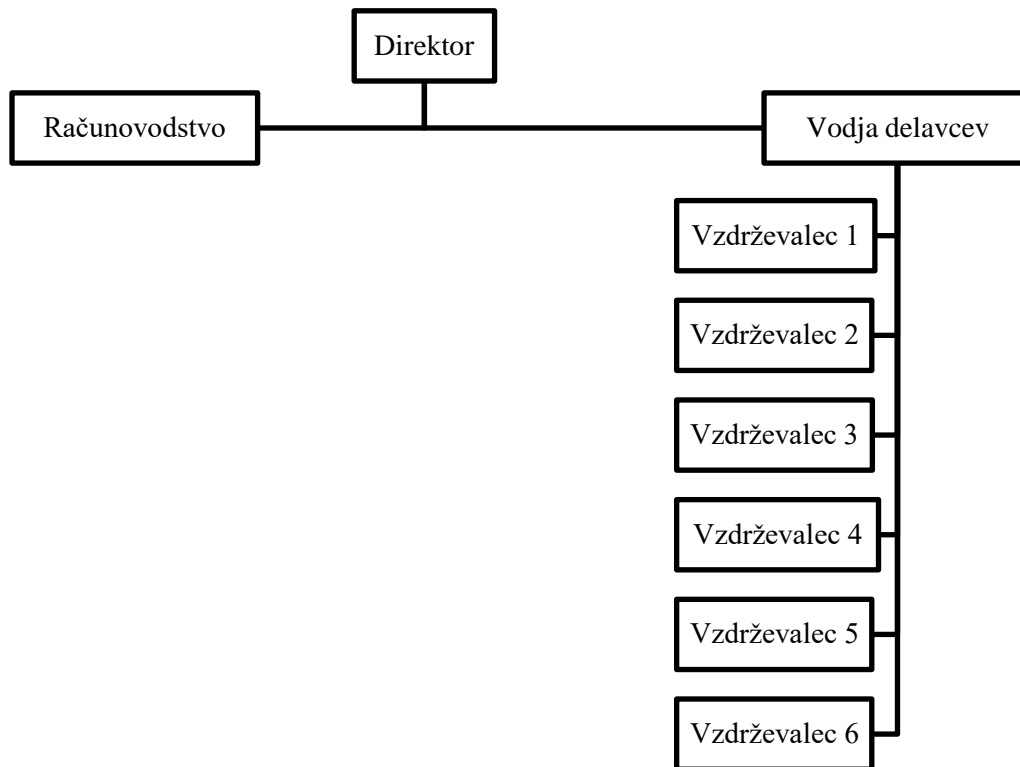 Direktor
Računovodstvo
Vodja delavcev
Vzdrževalec 1
Vzdrževalec 2
Vzdrževalec 3
Vzdrževalec 4
Vzdrževalec 5
Vzdrževalec 6